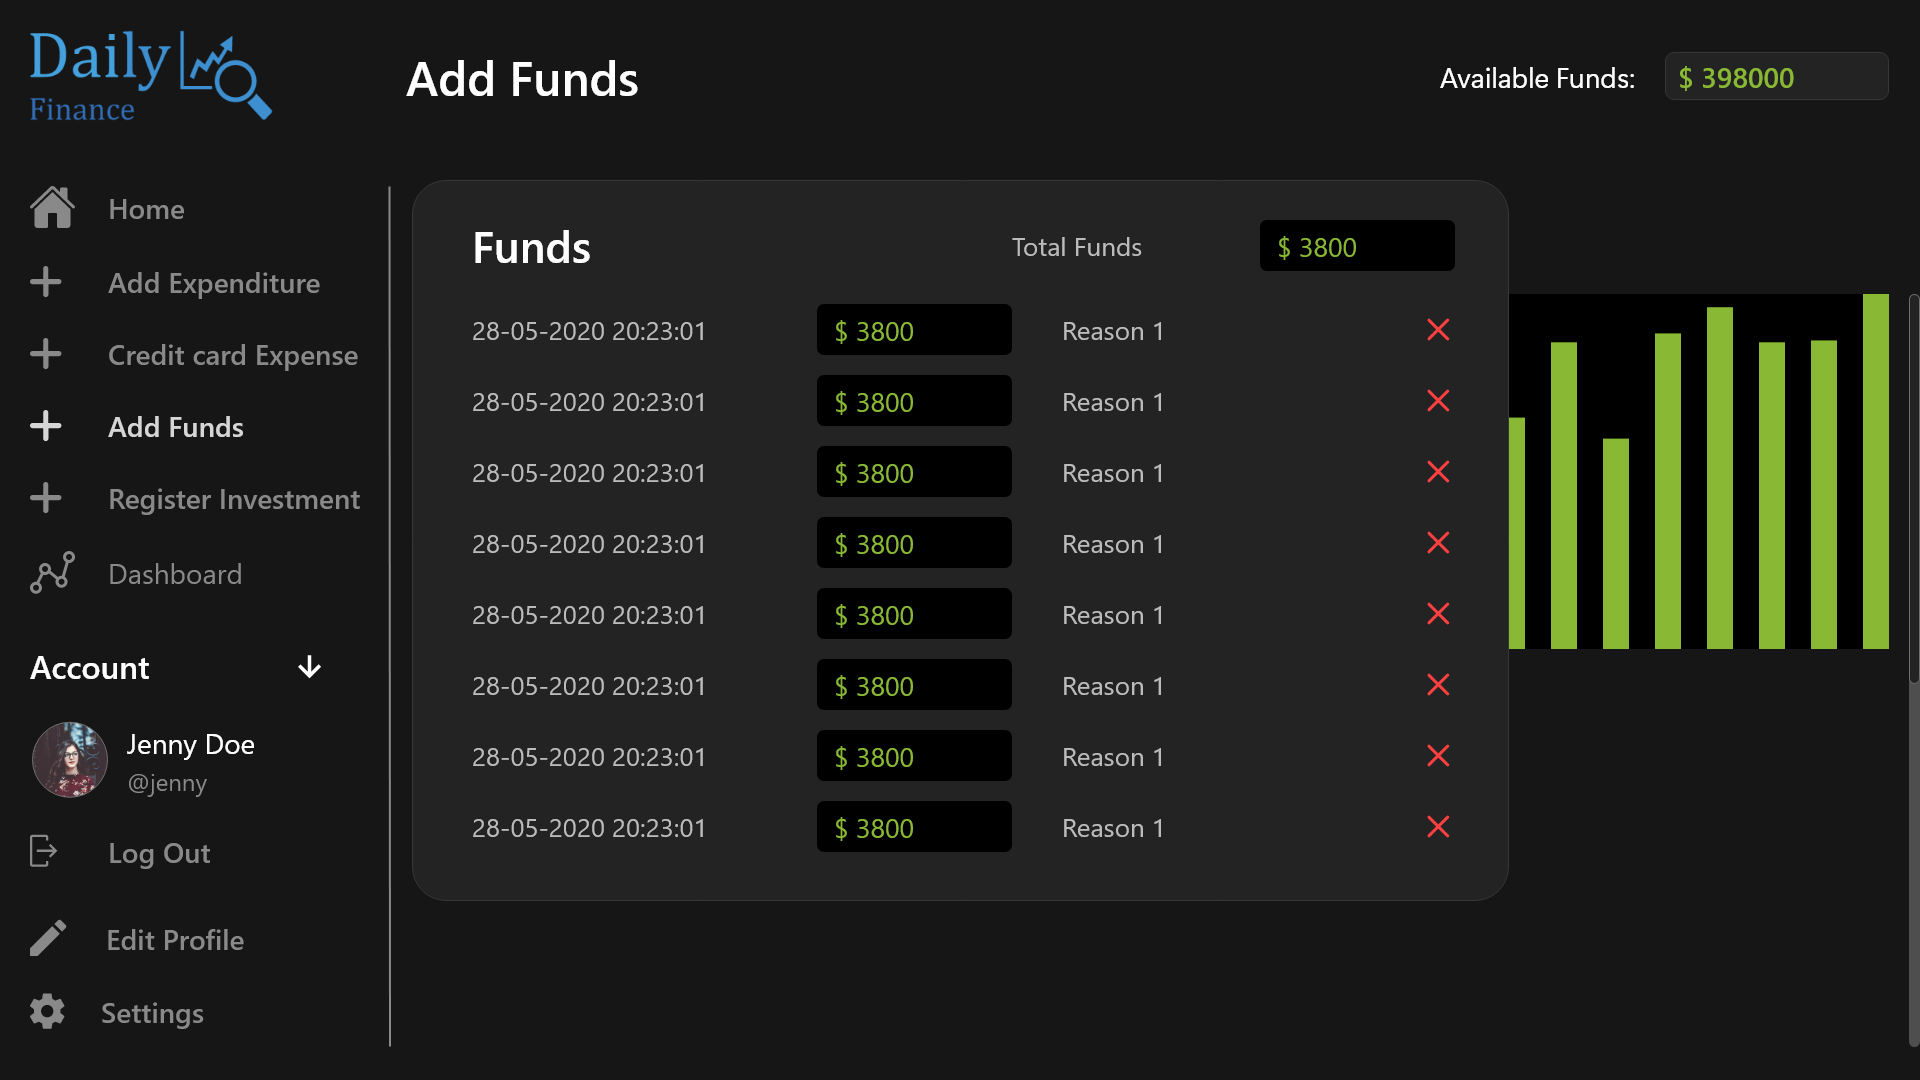 Daily
Finance
Add Funds
Available Funds:
$ 398000
Home
Add Expenditure
Credit card Expense
Add Funds
Register Investment
Dashboard
Account
Jenny Doe
@jenny
Log Out
Edit Profile
Settings
Funds
Total Funds
$ 3800
28-05-2020 20:23:01 $ 3800 Reason 1
28-05-2020 20:23:01 $ 3800 Reason 1
28-05-2020 20:23:01 $ 3800 Reason 1
28-05-2020 20:23:01 $ 3800 Reason 1
28-05-2020 20:23:01 $ 3800 Reason 1
28-05-2020 20:23:01 $ 3800 Reason 1
28-05-2020 20:23:01 $ 3800 Reason 1
28-05-2020 20:23:01 $ 3800 Reason 1